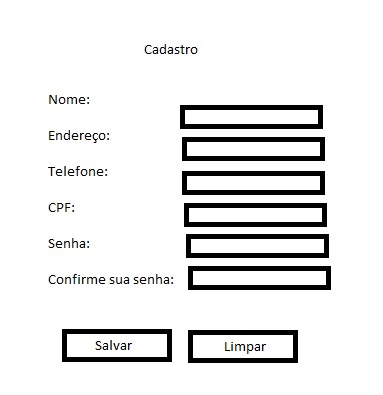 Cadastro
Nome:
Endereço:
Telefone:
CPF:
Senha:
Confirme sua senha:
Salvar Limpar